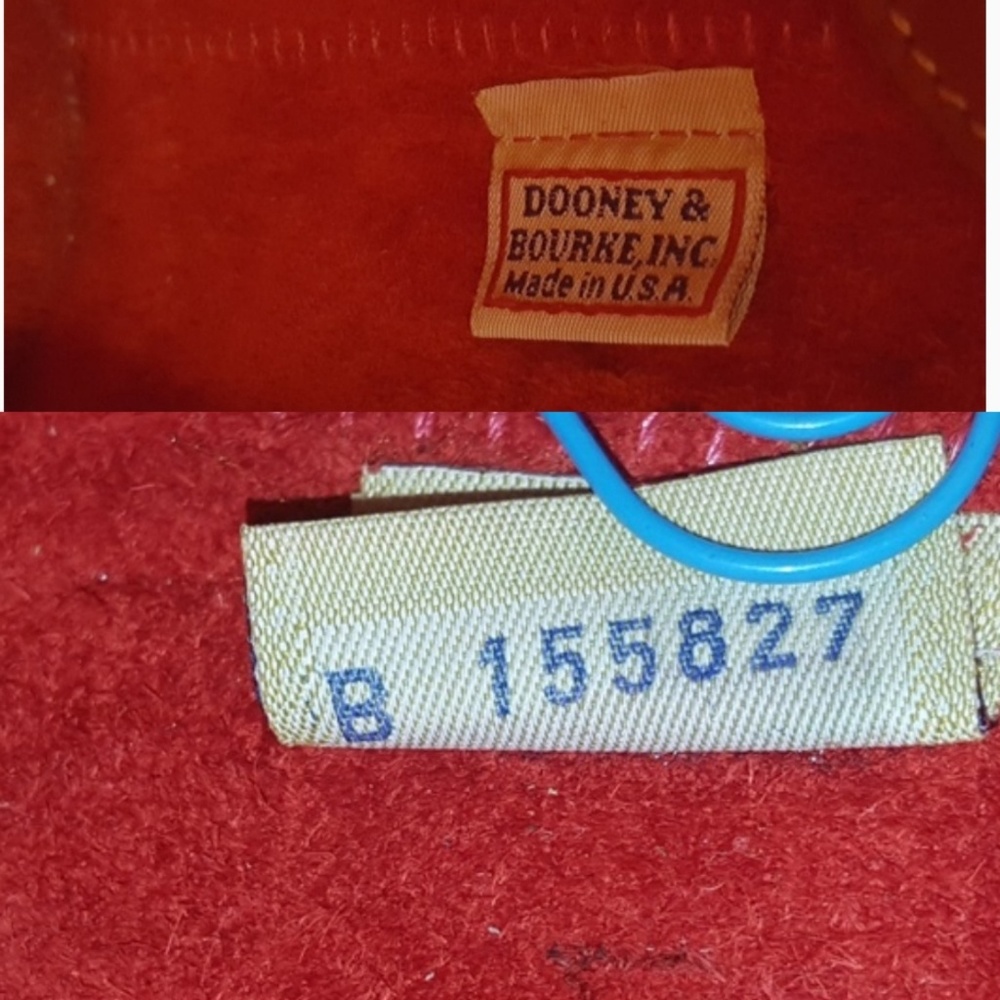 DOONEY &
BOURKE, INC.
Made in U.S.A.
B 155827